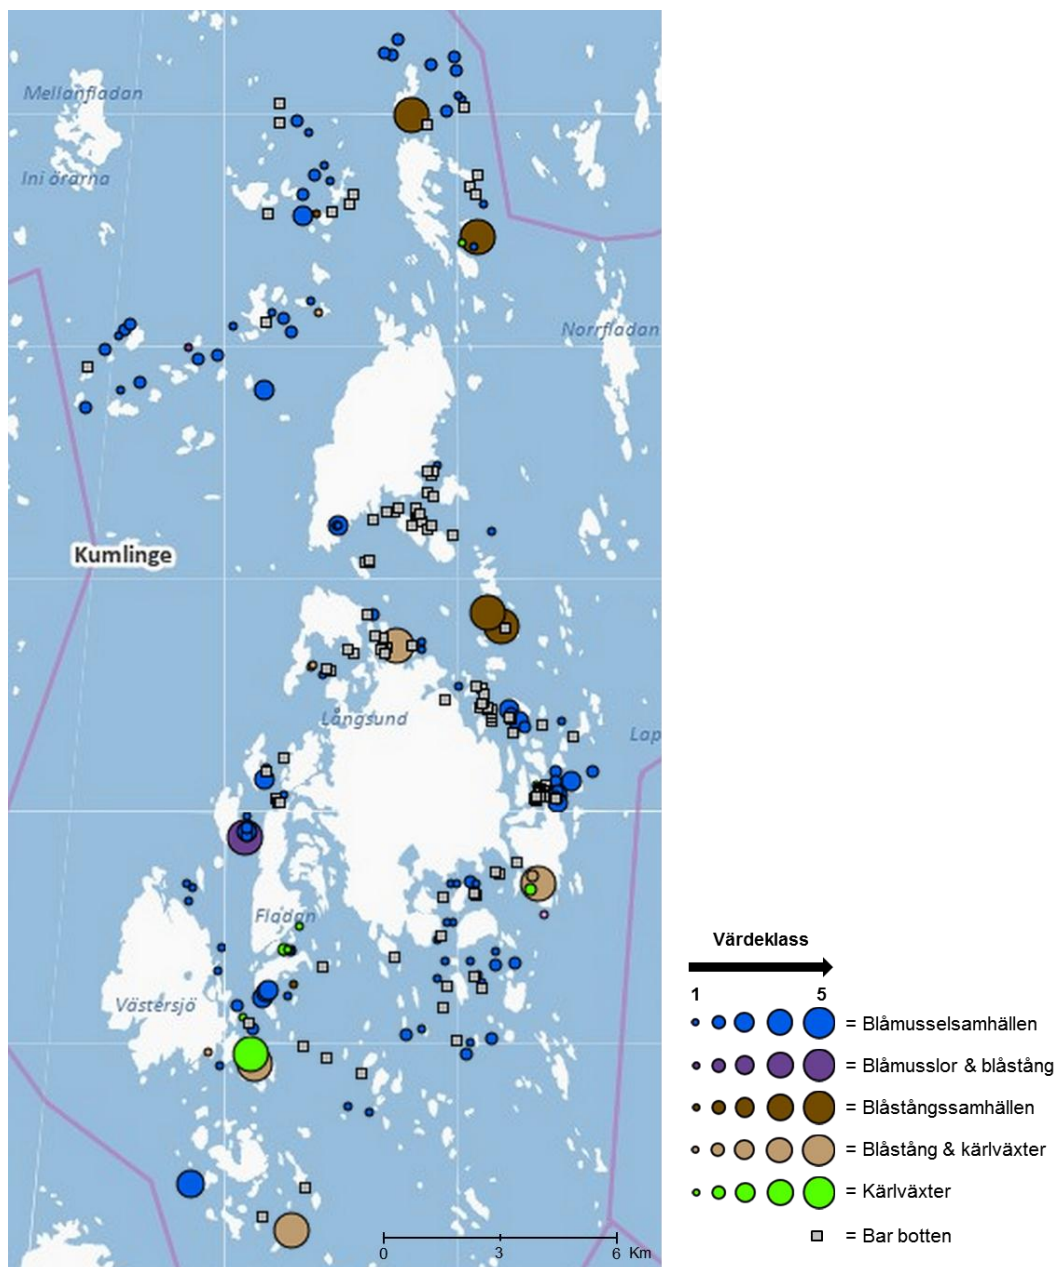 Mellanfladan
Ini örarna
Norrfladan
Kumlinge
Långsund
Lap
Fladan
Västersjö
0 3 6 Km
Värdeklass
1 5
= Blåmusselsamhällen
= Blåmusslor & blåstång
= Blåstångssamhällen
= Blåstång & kärlväxter
= Kärlväxter
= Bar botten